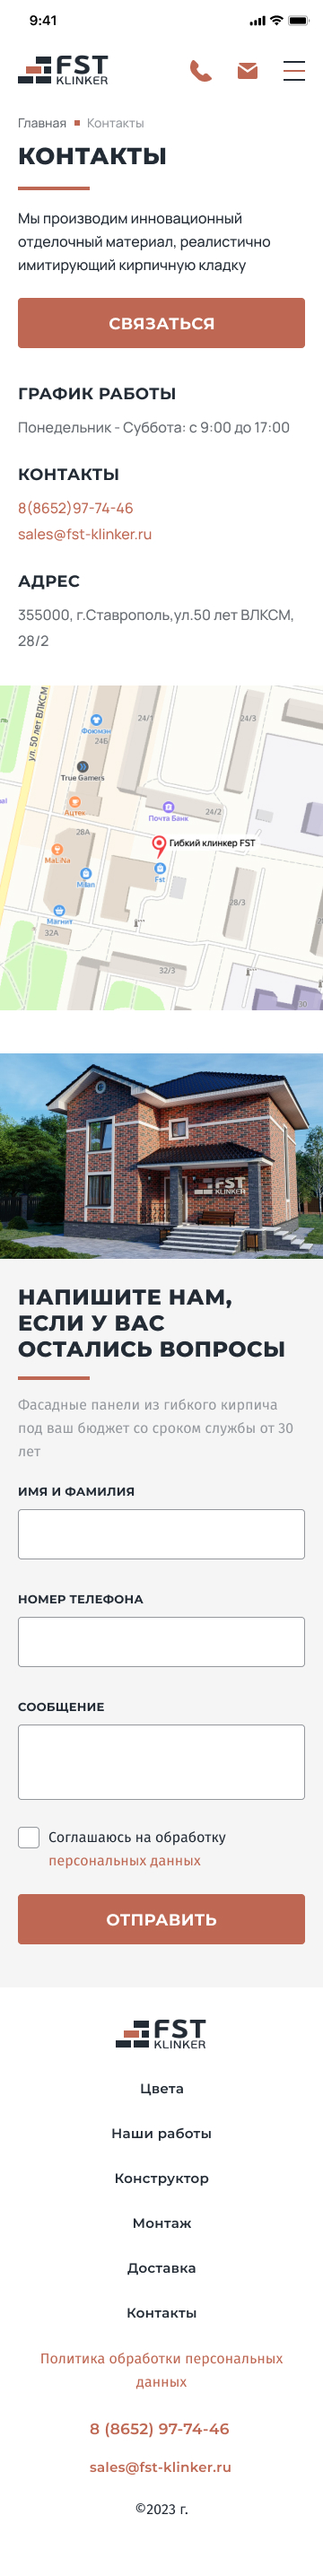 9:41
FST
KLINKER
Главная Контакты
КОНТАКТЫ
Мы производим инновационный
отделочный материал, реалистично
имитирующий кирпичную кладку
СВЯЗАТЬСЯ
ГРАФИК РАБОТЫ
Понедельник - Суббота: с 9:00 до 17:00
КОНТАКТЫ
8(8652)97-74-46
sales@fst-klinker.ru
АДРЕС
355000, г.Ставрополь,ул.50 лет ВЛКСМ,
28/2
ул. 50 лет ВЛКСМ
24/1
24/3
Фоюмэн
24Б
True Gamers
Ацтек
Почта Банк
24/2
28А
Гибкий клинкер FST
MaLiNa
Milan
Fst
28/3
Магнит
32А
32/3
30
FST
KLINKER
НАПИШИТЕ НАМ,
ЕСЛИ У ВАС
ОСТАЛИСЬ ВОПРОСЫ
Фасадные панели из гибкого кирпича
под ваш бюджет со сроком службы от 30
лет
ИМЯ И ФАМИЛИЯ
НОМЕР ТЕЛЕФОНА
СООБЩЕНИЕ
Соглашаюсь на обработку
персональных данных
ОТПРАВИТЬ
FST
KLINKER
Цвета
Наши работы
Конструктор
Монтаж
Доставка
Контакты
Политика обработки персональных
данных
8 (8652) 97-74-46
sales@fst-klinker.ru
©2023 г.